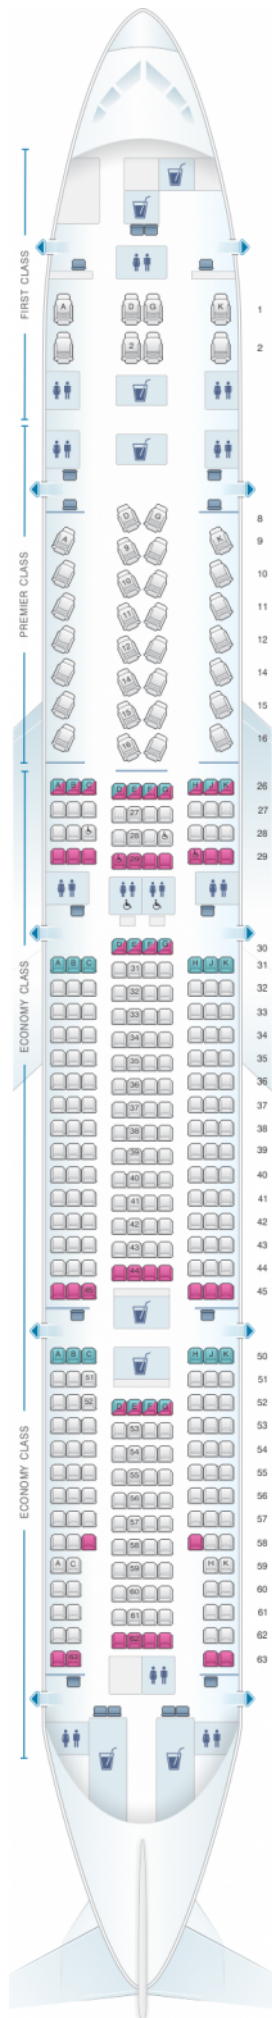 FIRST CLASS
A D G K 1
2 2
PREMIER CLASS
D G 8
A 9 K 9
10 10
11 11
12 12
14 14
15 15
16 16
ECONOMY CLASS
A B C D E F G H J K 26
27 27
28 28
29 29
D E F G 30
A B C 31 H J K 31
32 32
33 33
34 34
35 35
36 36
37 37
38 38
39 39
40 40
41 41
42 42
43 43
44 44
45 45
ECONOMY CLASS
A B C H J K 50
51 51
52 D E F G 52
53 53
54 54
55 55
56 56
57 57
58 58
A C 59 H K 59
60 60
61 61
62 62
63 63